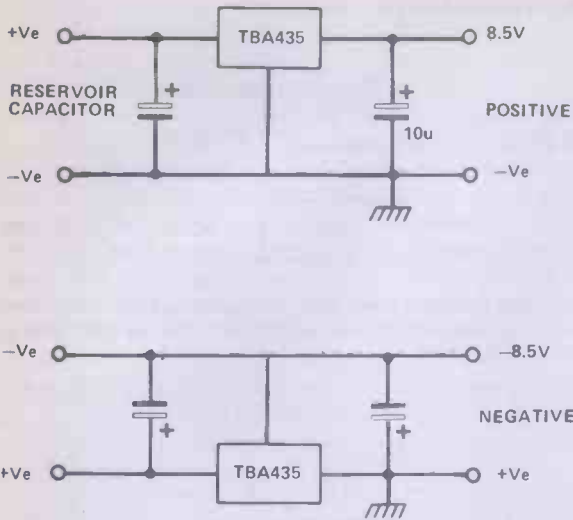 +Ve
TBA435
8.5V
RESERVOIR
CAPACITOR
+
+
10u
POSITIVE
−Ve
−Ve
−Ve
−8.5V
+
+
NEGATIVE
+Ve
TBA435
+Ve